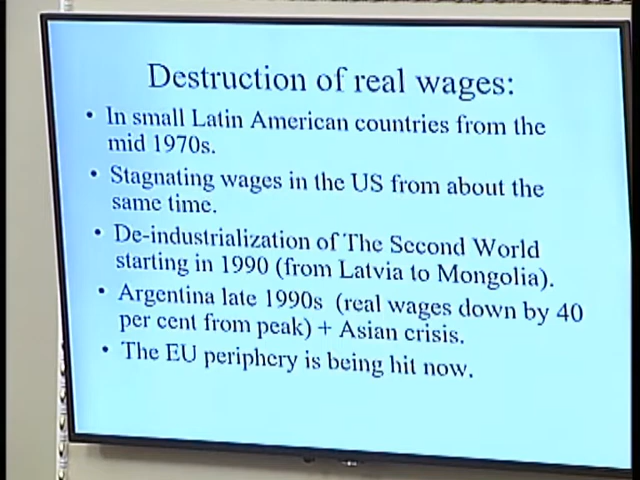 Destruction of real wages:
• In small Latin American countries from the
mid 1970s.
• Stagnating wages in the US from about the
same time.
• De-industrialization of The Second World
starting in 1990 (from Latvia to Mongolia).
• Argentina late 1990s (real wages down by 40
per cent from peak) + Asian crisis.
• The EU periphery is being hit now.